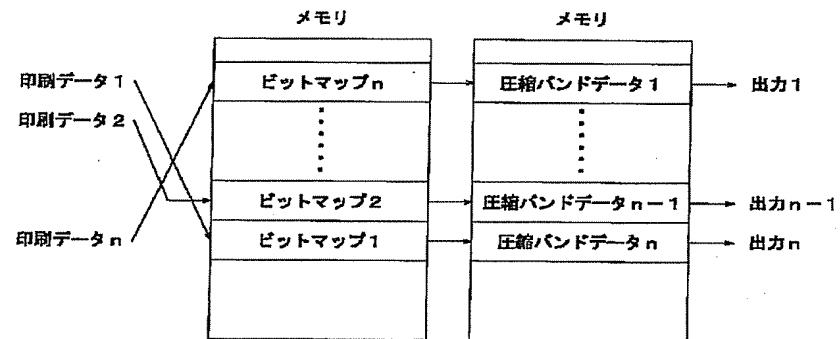 メモリ メモリ
印刷データ1 ビットマップn 圧縮バンドデータ1 出力1
印刷データ2
ビットマップ2 圧縮バンドデータn-1 出力n-1
印刷データn ビットマップ1 圧縮バンドデータn 出力n